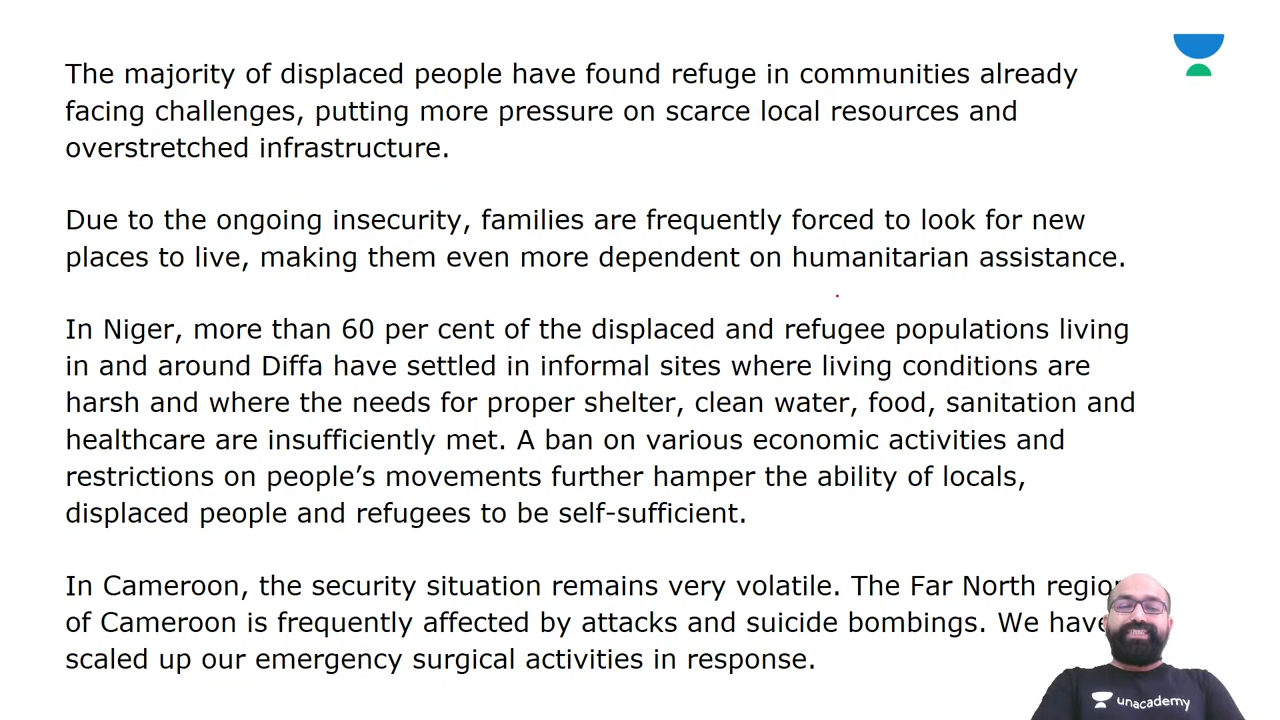 The majority of displaced people have found refuge in communities already
facing challenges, putting more pressure on scarce local resources and
overstretched infrastructure.
Due to the ongoing insecurity, families are frequently forced to look for new
places to live, making them even more dependent on humanitarian assistance.
In Niger, more than 60 per cent of the displaced and refugee populations living
in and around Diffa have settled in informal sites where living conditions are
harsh and where the needs for proper shelter, clean water, food, sanitation and
healthcare are insufficiently met. A ban on various economic activities and
restrictions on people’s movements further hamper the ability of locals,
displaced people and refugees to be self-sufficient.
In Cameroon, the security situation remains very volatile. The Far North region
of Cameroon is frequently affected by attacks and suicide bombings. We have
scaled up our emergency surgical activities in response.
unacademy